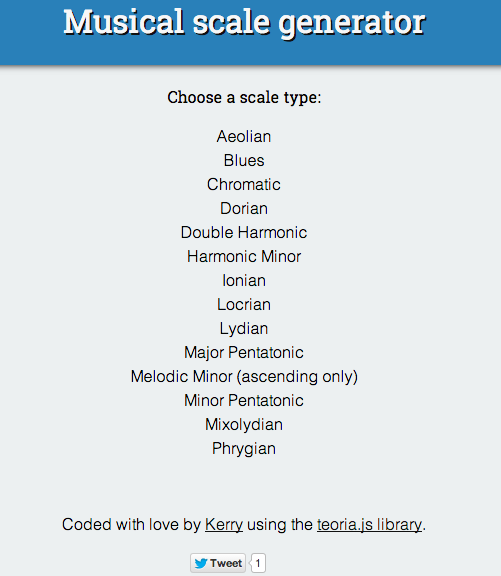 Musical scale generator
Choose a scale type:
Aeolian
Blues
Chromatic
Dorian
Double Harmonic
Harmonic Minor
Ionian
Locrian
Lydian
Major Pentatonic
Melodic Minor (ascending only)
Minor Pentatonic
Mixolydian
Phrygian
Coded with love by Kerry using the teoria.js library.
Tweet 1